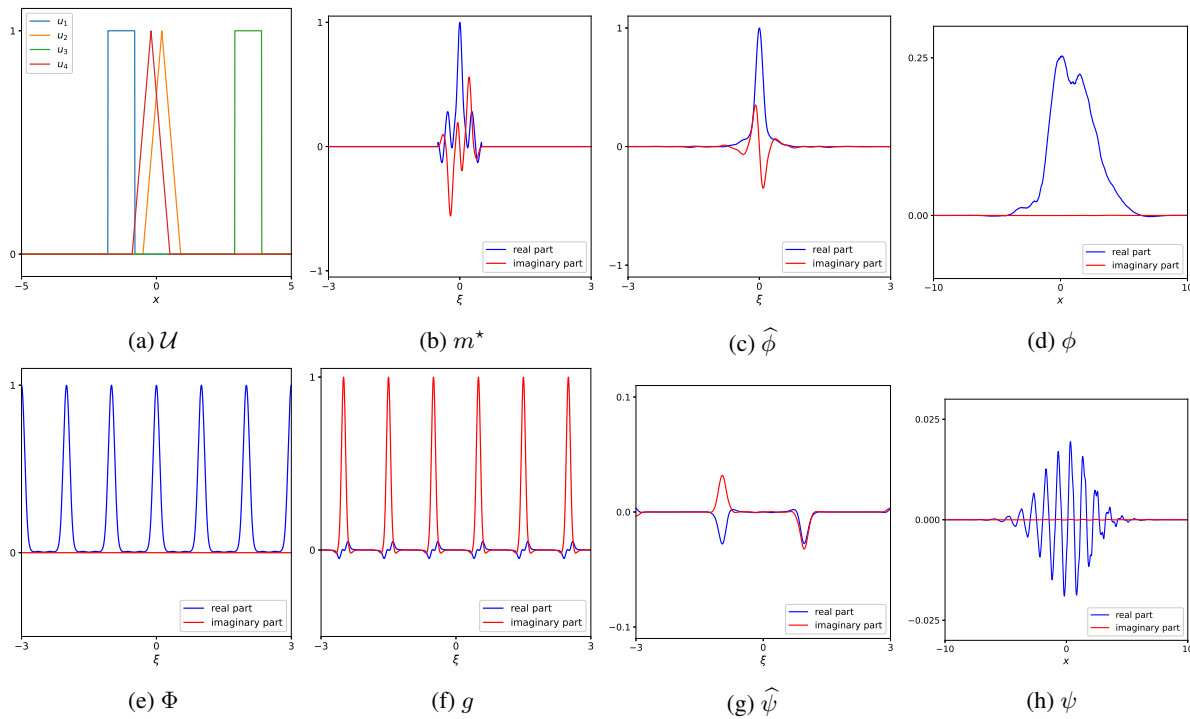 1
0
u₁
u₂
u₃
u₄
−5 0 5
x
(a) 𝒰
1
0
−1
−3 0 3
ξ
real part
imaginary part
(b) m⋆
1
0
−1
−3 0 3
ξ
real part
imaginary part
(c) ϕ̂
0.25
0.00
−10 0 10
x
real part
imaginary part
(d) ϕ
1
0
−3 0 3
ξ
real part
imaginary part
(e) Φ
1
0
−3 0 3
ξ
real part
imaginary part
(f) g
0.1
0.0
−0.1
−3 0 3
ξ
real part
imaginary part
(g) ψ̂
0.025
0.000
−0.025
−10 0 10
x
real part
imaginary part
(h) ψ